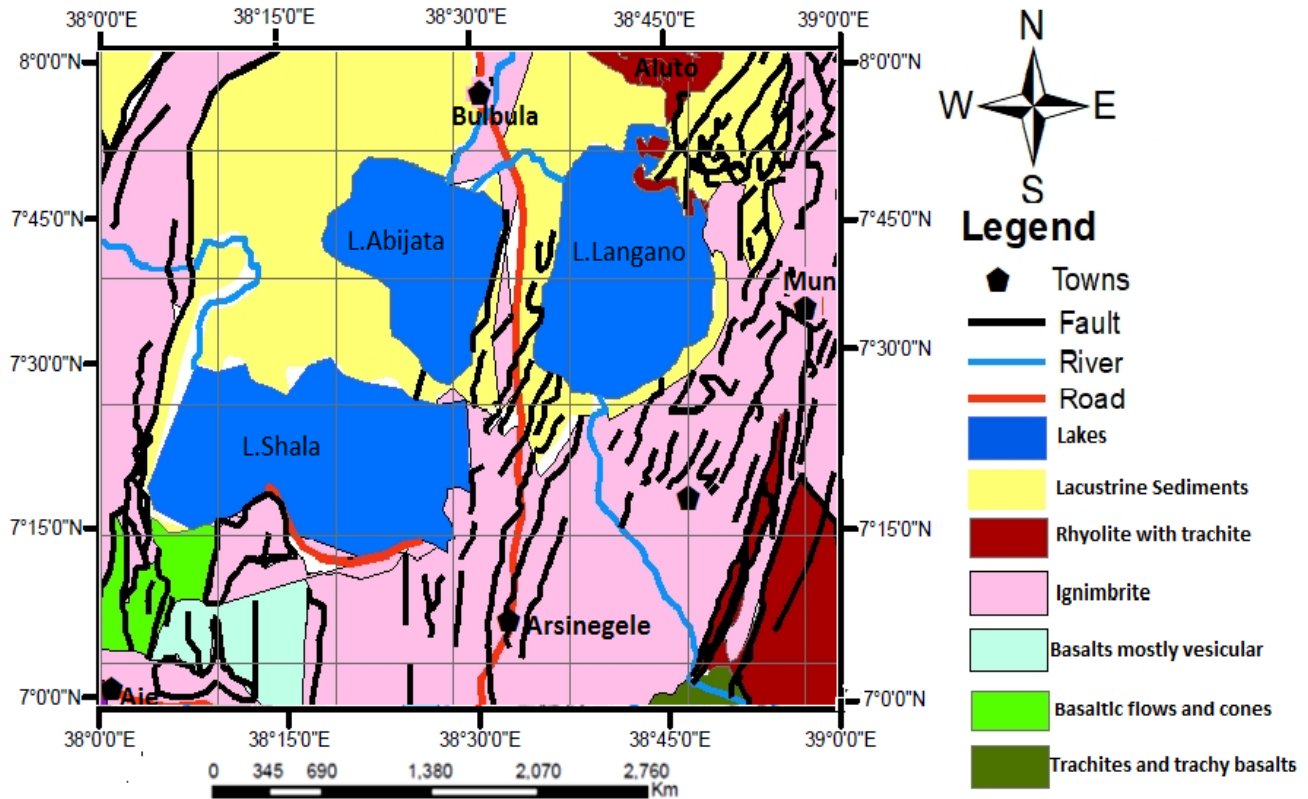 38°0'0"E 38°15'0"E 38°30'0"E 38°45'0"E 39°0'0"E
8°0'0"N 8°0'0"N
Aluto
Bulbula
7°45'0"N 7°45'0"N
L.Abijata
L.Langano
Mun
7°30'0"N 7°30'0"N
L.Shala
7°15'0"N 7°15'0"N
Arsinegele
7°0'0"N 7°0'0"N
Aje
38°0'0"E 38°15'0"E 38°30'0"E 38°45'0"E 39°0'0"E
0 345 690 1,380 2,070 2,760
Km
N
W E
S
Legend
Towns
Fault
River
Road
Lakes
Lacustrine Sediments
Rhyolite with trachite
Ignimbrite
Basalts mostly vesicular
Basaltic flows and cones
Trachites and trachy basalts